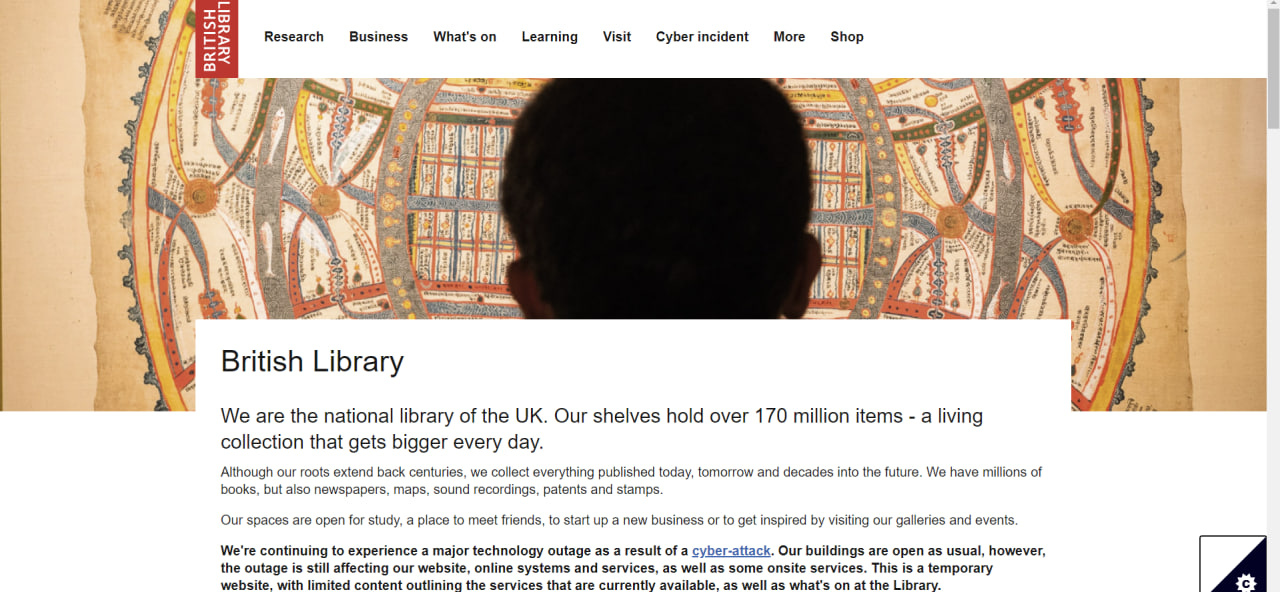 BRITISH
LIBRARY
Research Business What's on Learning Visit Cyber incident More Shop
British Library
We are the national library of the UK. Our shelves hold over 170 million items - a living
collection that gets bigger every day.
Although our roots extend back centuries, we collect everything published today, tomorrow and decades into the future. We have millions of
books, but also newspapers, maps, sound recordings, patents and stamps.
Our spaces are open for study, a place to meet friends, to start up a new business or to get inspired by visiting our galleries and events.
We're continuing to experience a major technology outage as a result of a cyber-attack. Our buildings are open as usual, however,
the outage is still affecting our website, online systems and services, as well as some onsite services. This is a temporary
website, with limited content outlining the services that are currently available, as well as what's on at the Library.
C